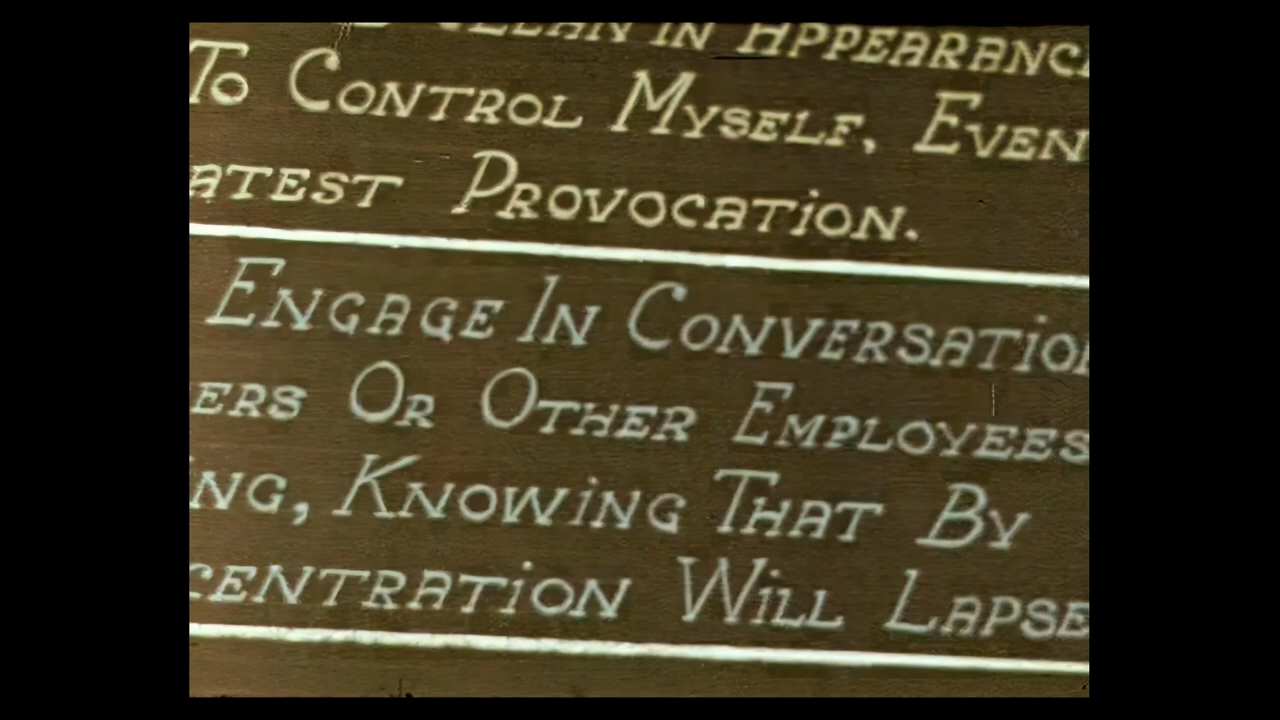 CLEAN IN APPEARANC
To CONTROL MYSELF, EVEN
ATEST PROVOCATION.
ENGAGE IN CONVERSATION
ERS OR OTHER EMPLOYEES
ING, KNOWING THAT BY
CENTRATION WILL LAPSE